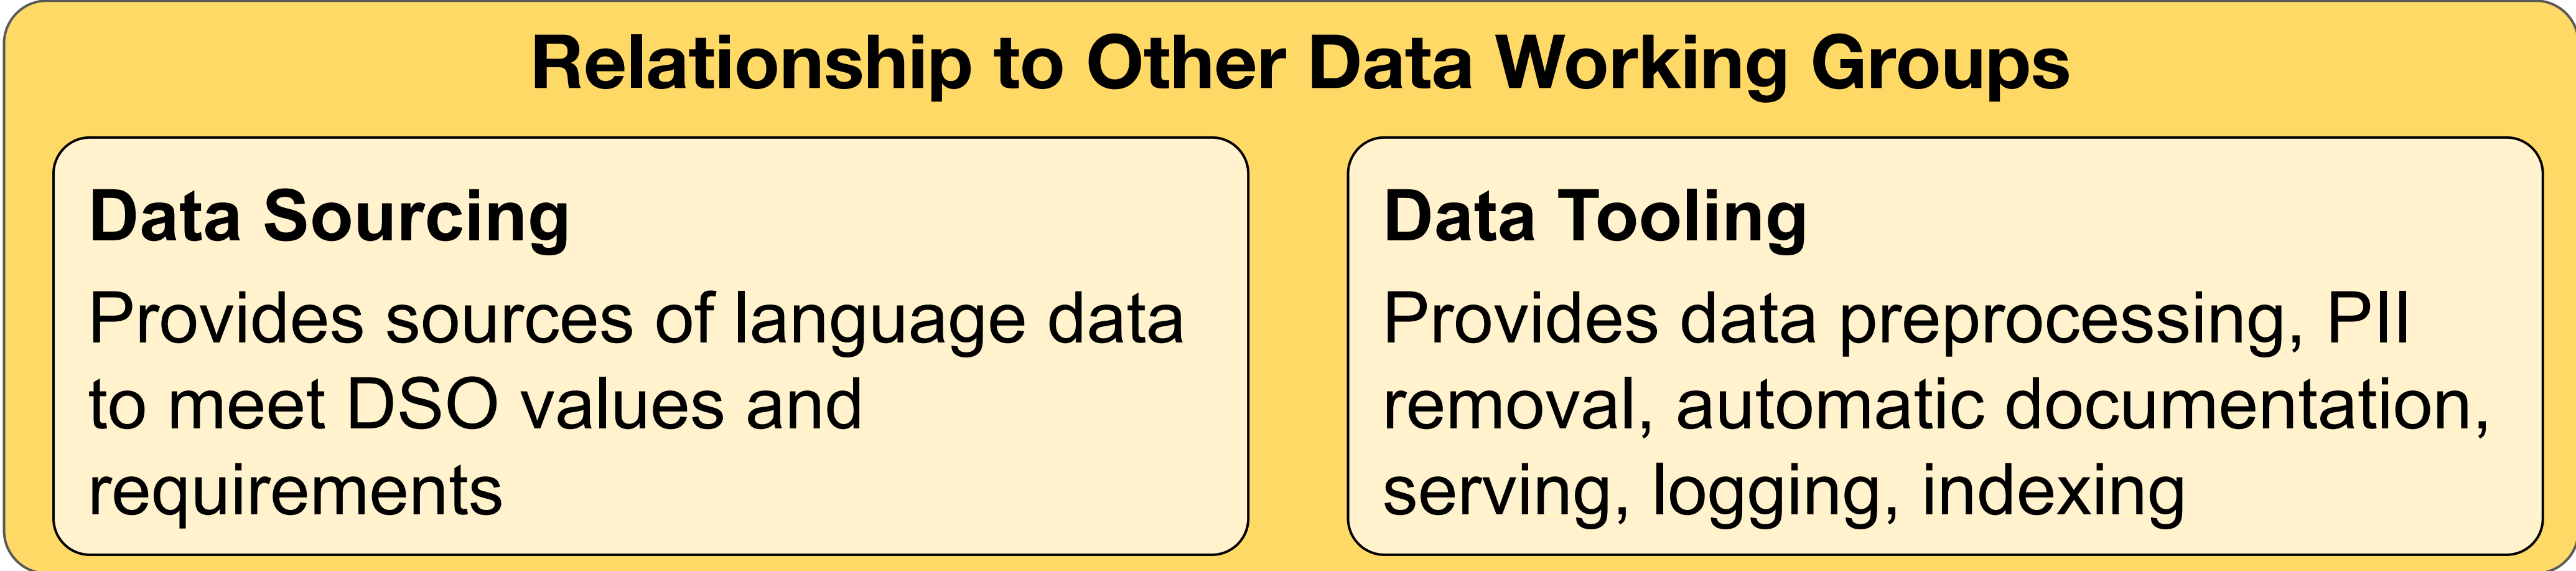 Relationship to Other Data Working Groups
Data Sourcing
Provides sources of language data
to meet DSO values and
requirements
Data Tooling
Provides data preprocessing, PII
removal, automatic documentation,
serving, logging, indexing